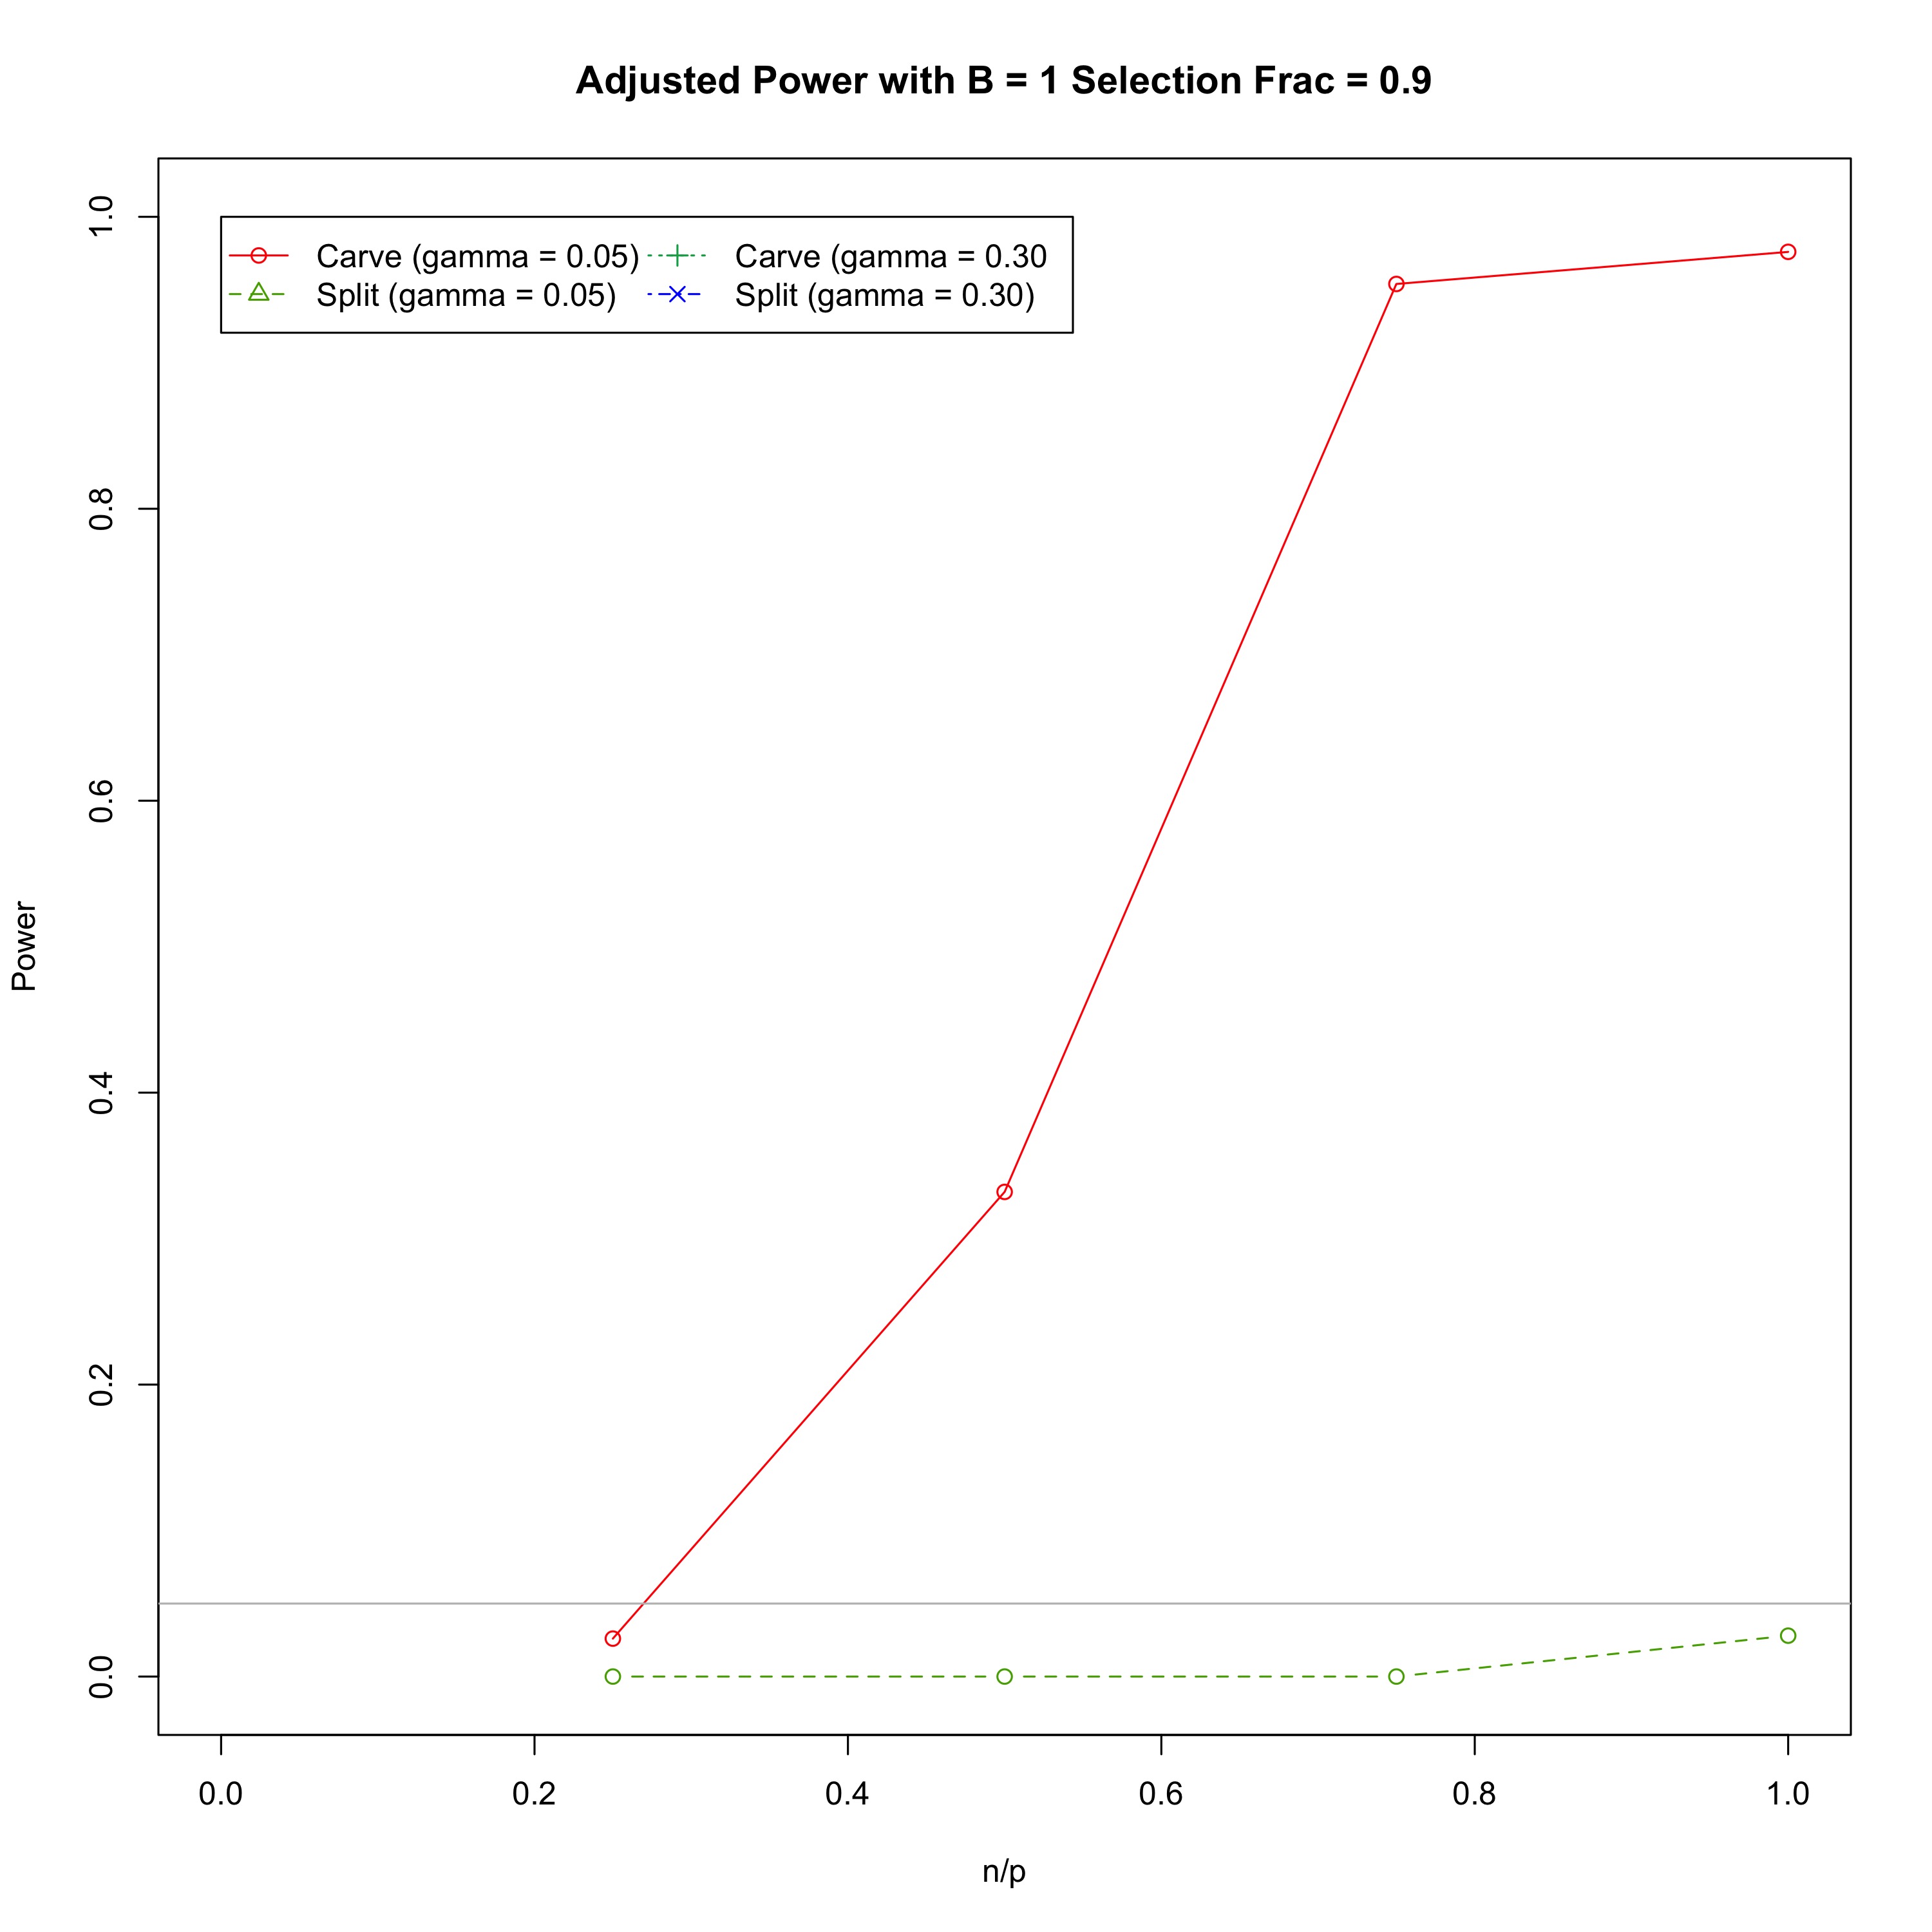 Adjusted Power with B = 1 Selection Frac = 0.9
Carve (gamma = 0.05)
Split (gamma = 0.05)
Carve (gamma = 0.30
Split (gamma = 0.30)
Power
1.0
0.8
0.6
0.4
0.2
0.0
0.0 0.2 0.4 0.6 0.8 1.0
n/p